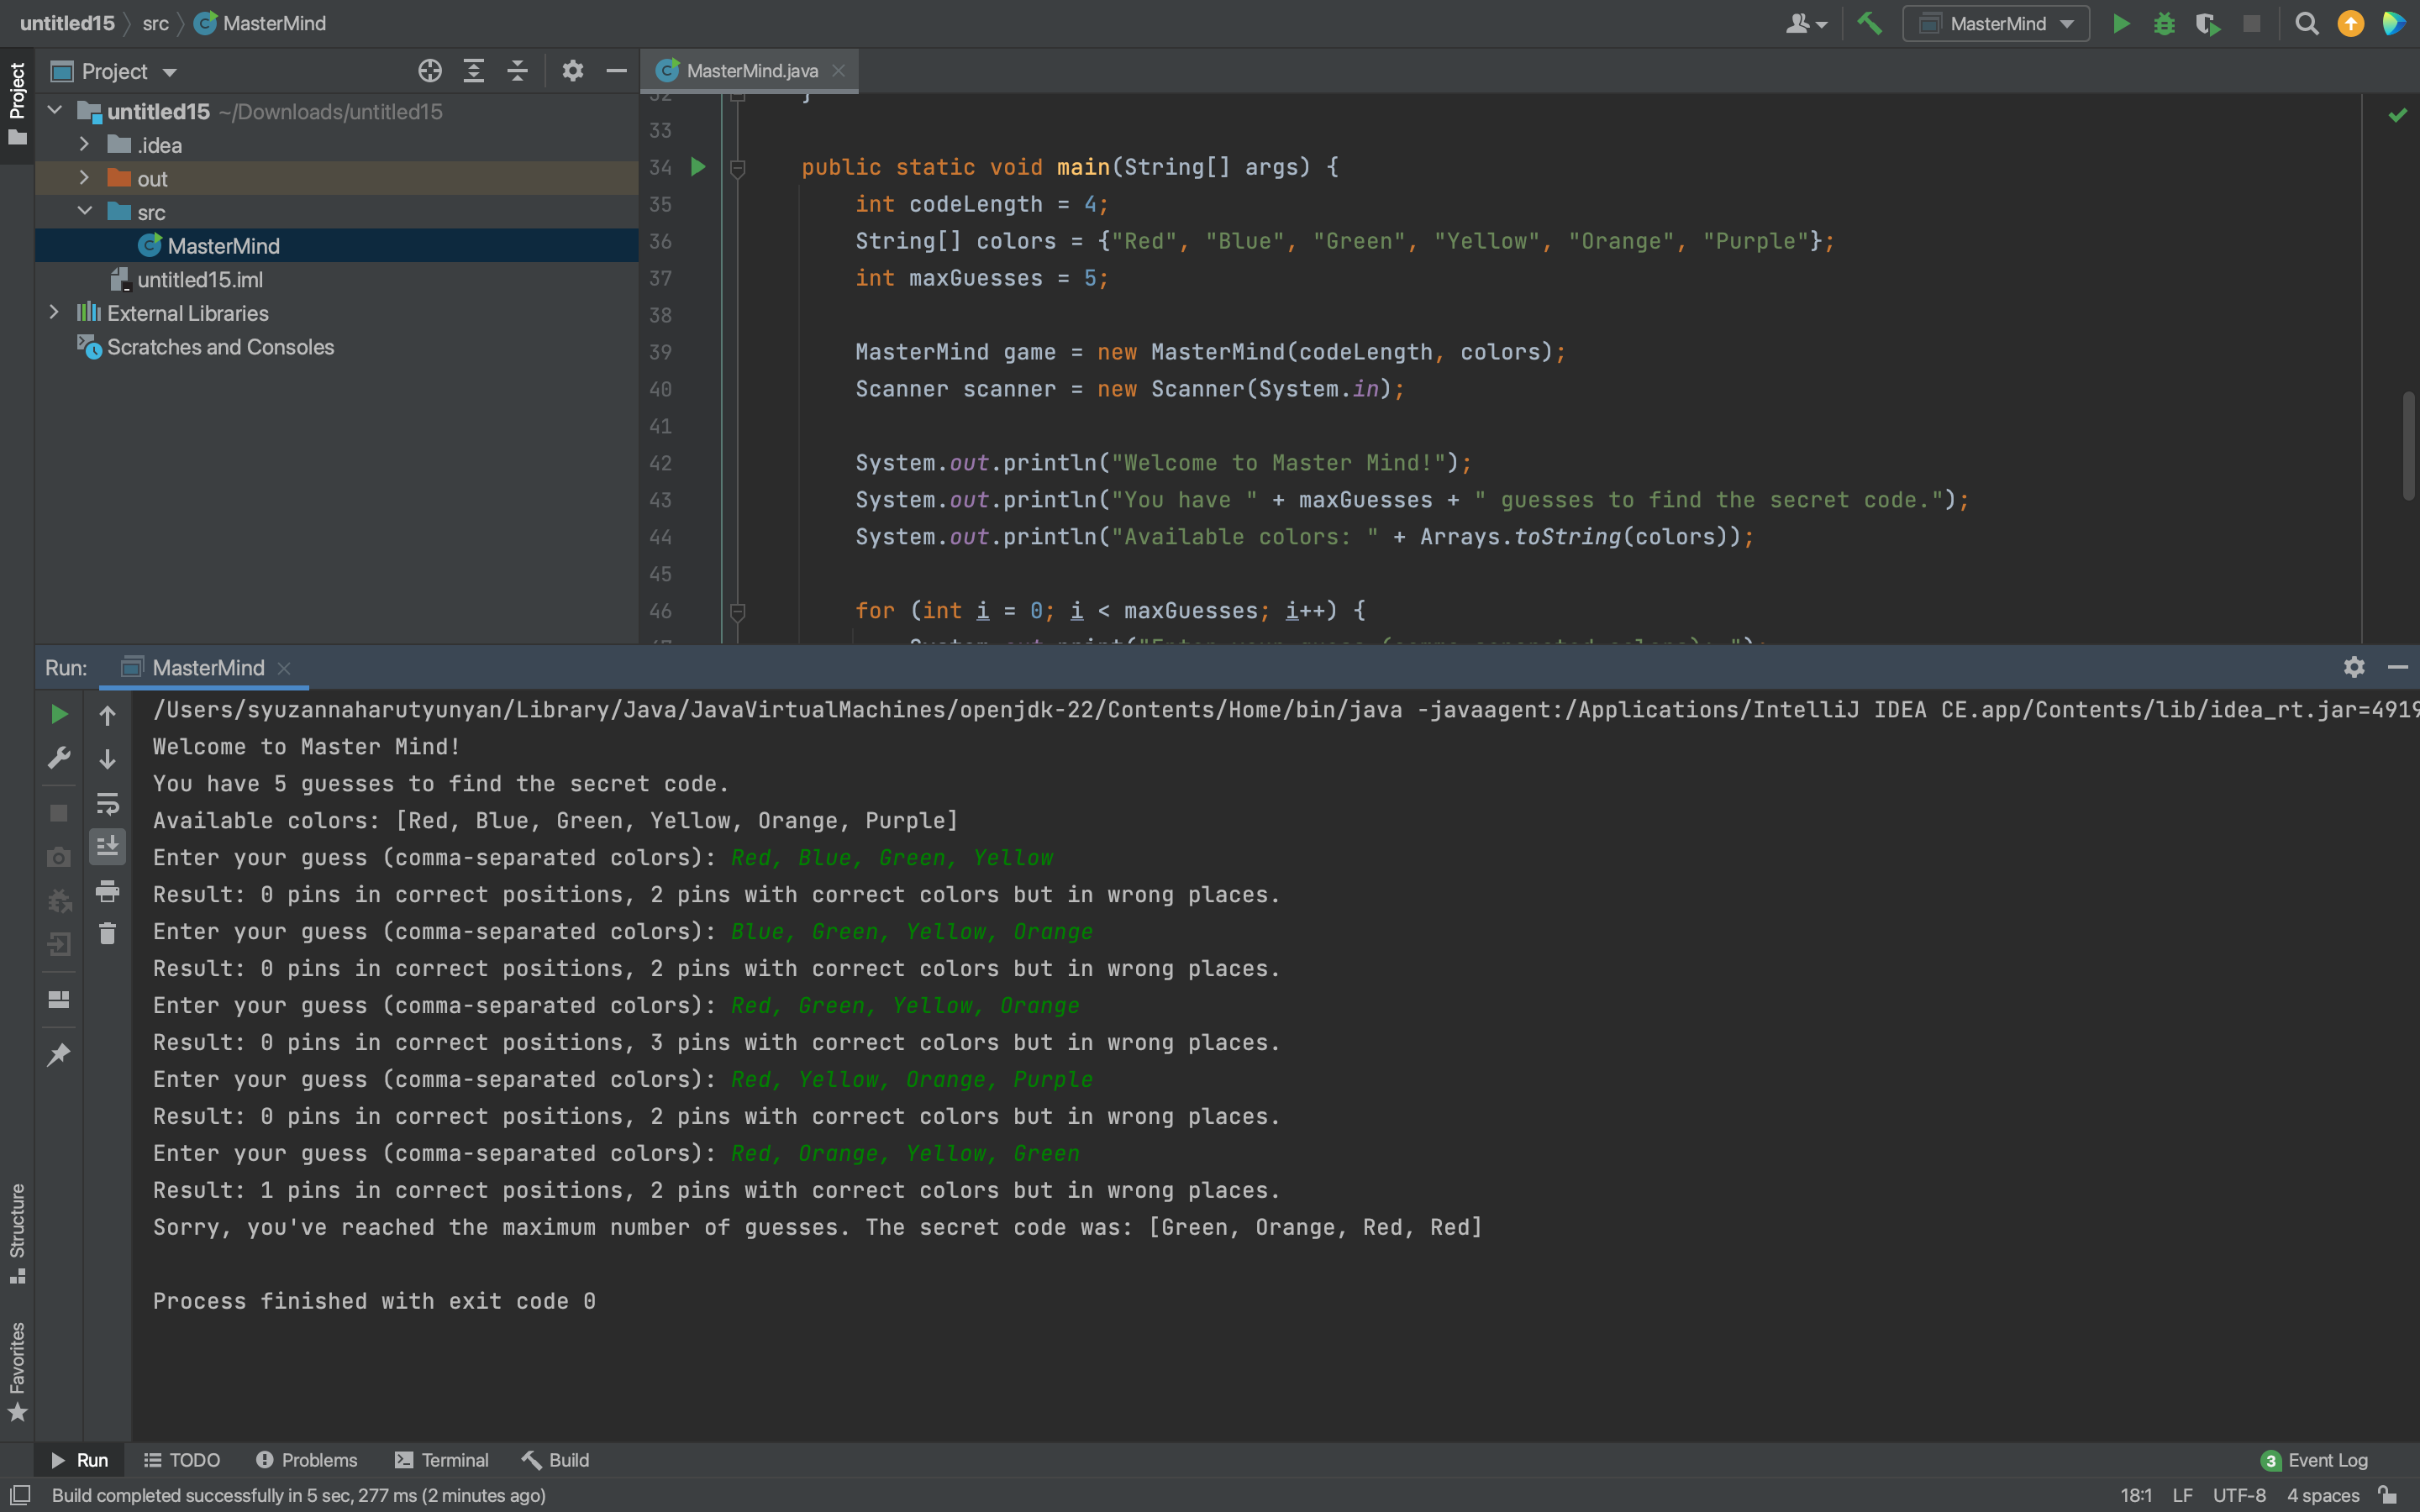 untitled15 src MasterMind
MasterMind
Project
Project
MasterMind.java
untitled15 ~/Downloads/untitled15
.idea
out
src
MasterMind
untitled15.iml
External Libraries
Scratches and Consoles
32 }
33
34 public static void main(String[] args) {
35 int codeLength = 4;
36 String[] colors = {"Red", "Blue", "Green", "Yellow", "Orange", "Purple"};
37 int maxGuesses = 5;
38
39 MasterMind game = new MasterMind(codeLength, colors);
40 Scanner scanner = new Scanner(System.in);
41
42 System.out.println("Welcome to Master Mind!");
43 System.out.println("You have " + maxGuesses + " guesses to find the secret code.");
44 System.out.println("Available colors: " + Arrays.toString(colors));
45
46 for (int i = 0; i < maxGuesses; i++) {
47 System.out.print("Enter your guess (comma-separated colors): ");
Run: MasterMind
/Users/syuzannaharutyunyan/Library/Java/JavaVirtualMachines/openjdk-22/Contents/Home/bin/java -javaagent:/Applications/IntelliJ IDEA CE.app/Contents/lib/idea_rt.jar=4919
Welcome to Master Mind!
You have 5 guesses to find the secret code.
Available colors: [Red, Blue, Green, Yellow, Orange, Purple]
Enter your guess (comma-separated colors): Red, Blue, Green, Yellow
Result: 0 pins in correct positions, 2 pins with correct colors but in wrong places.
Enter your guess (comma-separated colors): Blue, Green, Yellow, Orange
Result: 0 pins in correct positions, 2 pins with correct colors but in wrong places.
Enter your guess (comma-separated colors): Red, Green, Yellow, Orange
Result: 0 pins in correct positions, 3 pins with correct colors but in wrong places.
Enter your guess (comma-separated colors): Red, Yellow, Orange, Purple
Result: 0 pins in correct positions, 2 pins with correct colors but in wrong places.
Enter your guess (comma-separated colors): Red, Orange, Yellow, Green
Result: 1 pins in correct positions, 2 pins with correct colors but in wrong places.
Sorry, you've reached the maximum number of guesses. The secret code was: [Green, Orange, Red, Red]
Process finished with exit code 0
Structure
Favorites
Run TODO Problems Terminal Build
3 Event Log
Build completed successfully in 5 sec, 277 ms (2 minutes ago)
18:1 LF UTF-8 4 spaces